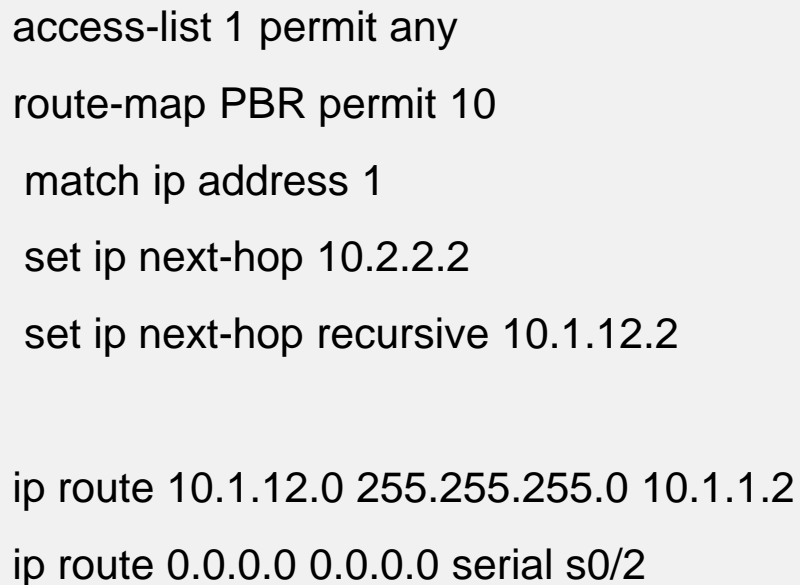 access-list 1 permit any
route-map PBR permit 10
match ip address 1
set ip next-hop 10.2.2.2
set ip next-hop recursive 10.1.12.2
ip route 10.1.12.0 255.255.255.0 10.1.1.2
ip route 0.0.0.0 0.0.0.0 serial s0/2